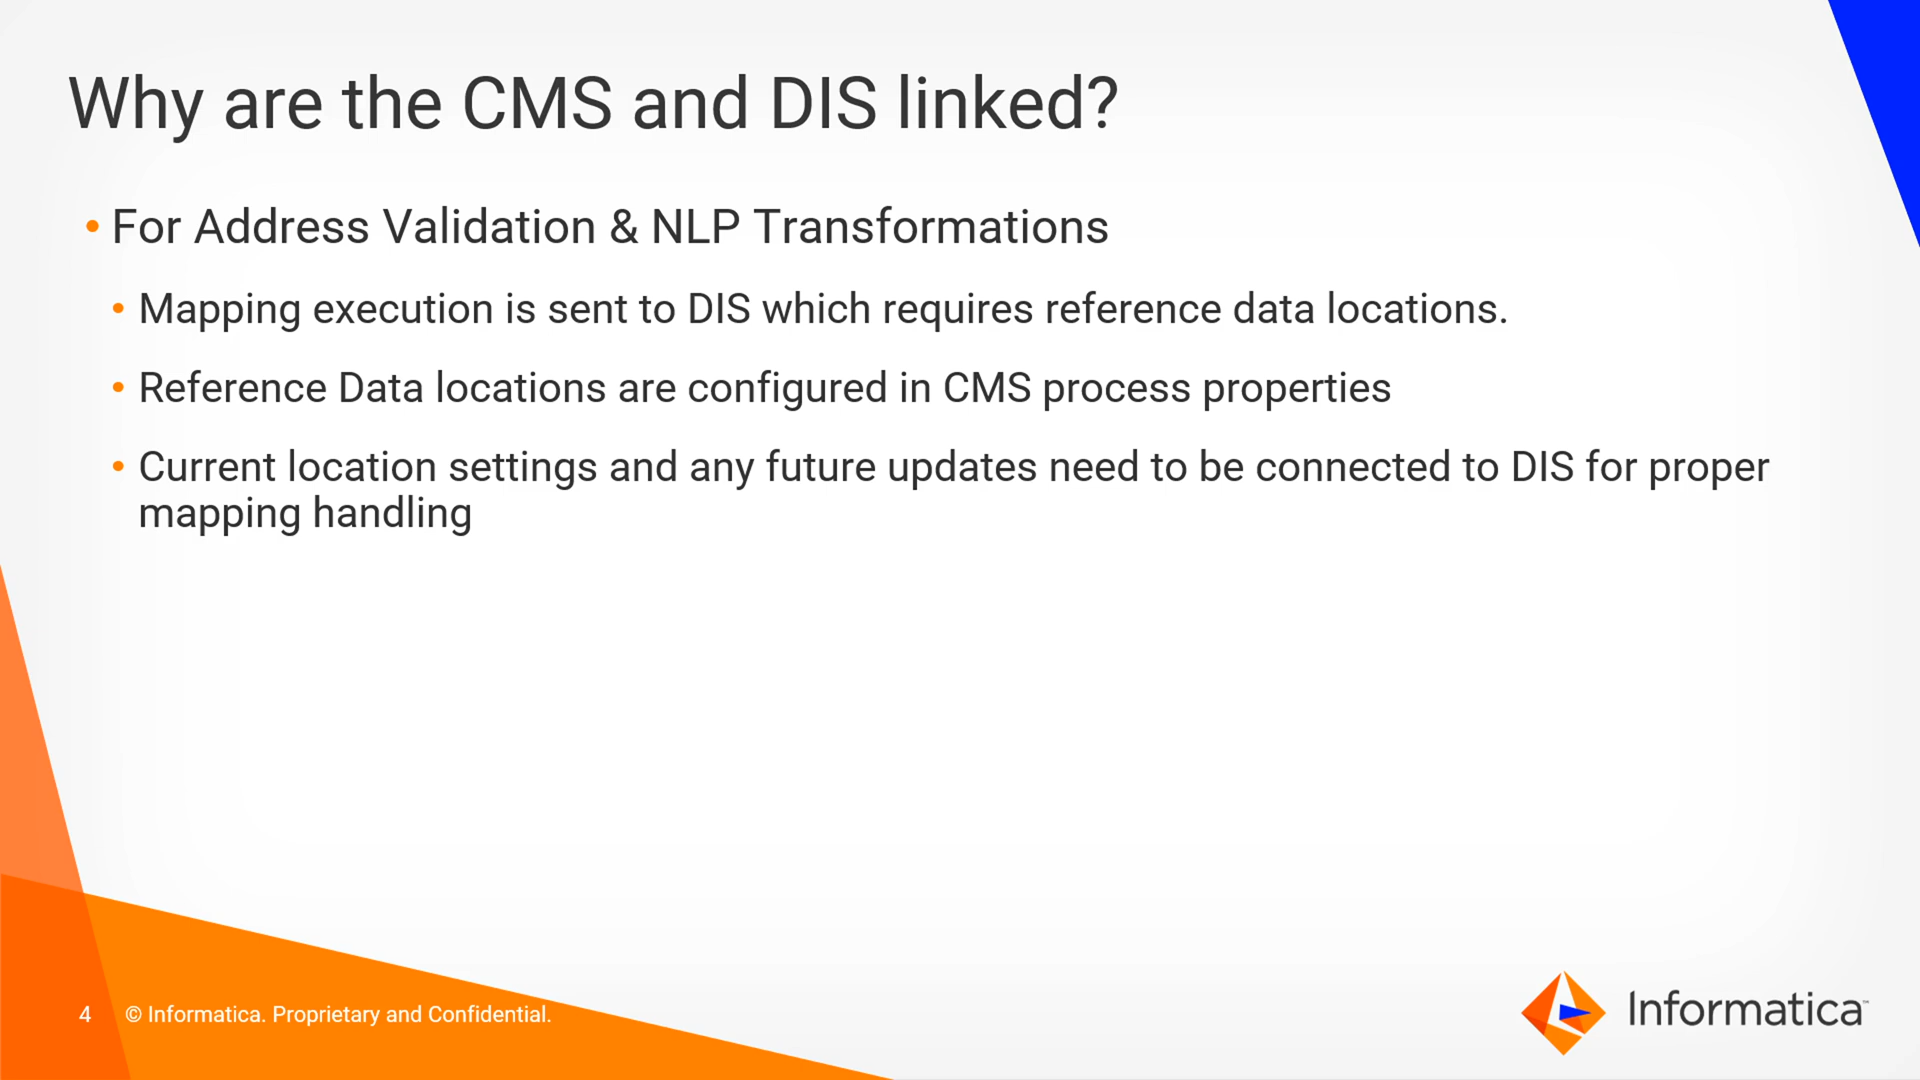 Why are the CMS and DIS linked?
• For Address Validation & NLP Transformations
• Mapping execution is sent to DIS which requires reference data locations.
• Reference Data locations are configured in CMS process properties
• Current location settings and any future updates need to be connected to DIS for proper
mapping handling
4 © Informatica. Proprietary and Confidential.
Informatica™